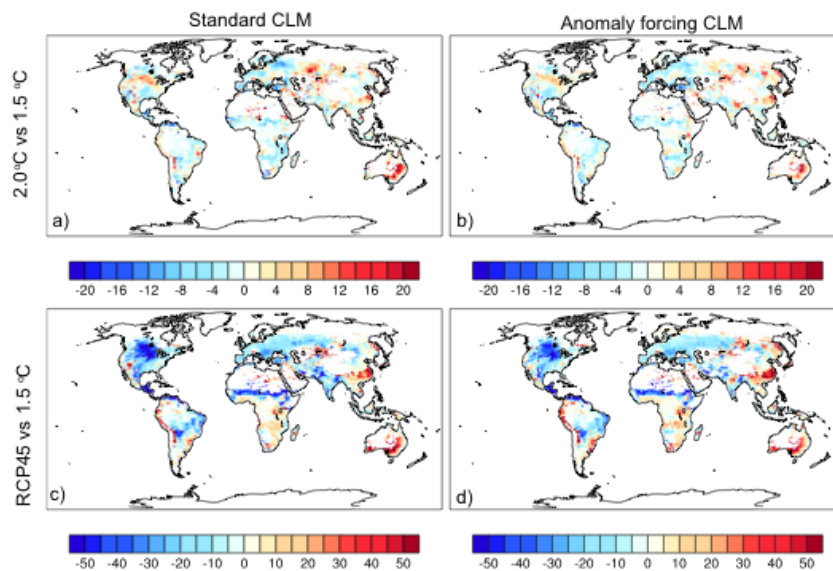 Standard CLM
Anomaly forcing CLM
2.0°C vs 1.5 °C
a)
b)
-20 -16 -12 -8 -4 0 4 8 12 16 20
-20 -16 -12 -8 -4 0 4 8 12 16 20
RCP45 vs 1.5 °C
c)
d)
-50 -40 -30 -20 -10 0 10 20 30 40 50
-50 -40 -30 -20 -10 0 10 20 30 40 50